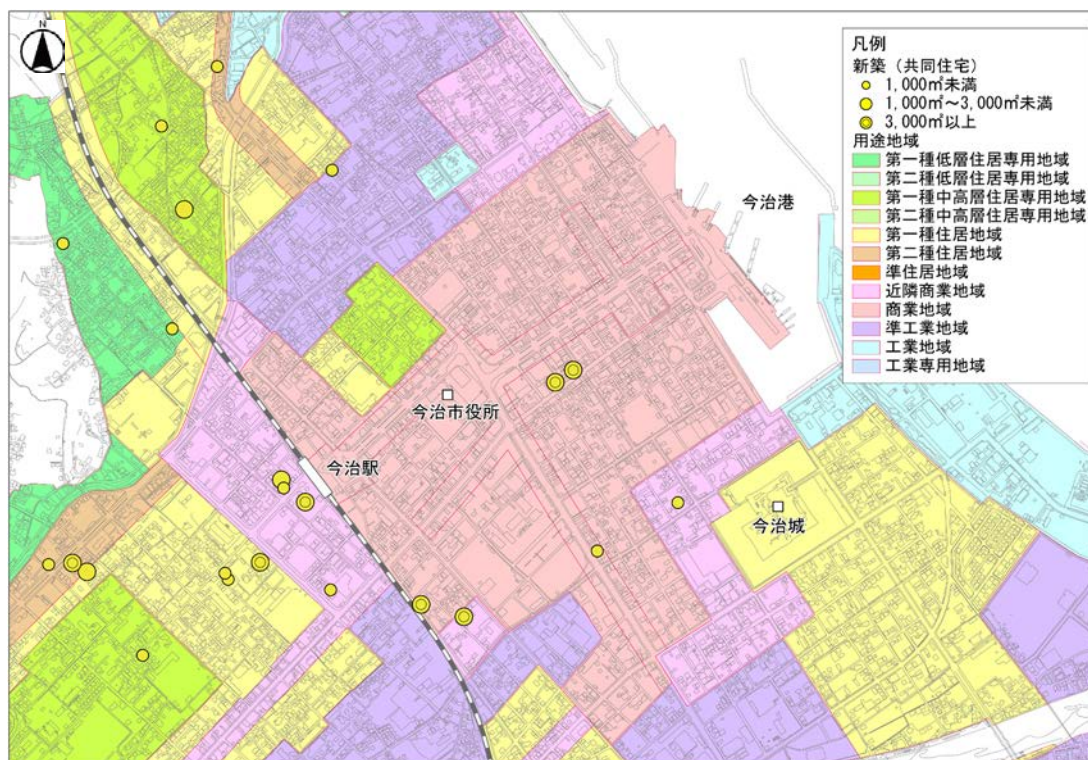 N
凡例
新築（共同住宅）
1,000㎡未満
1,000㎡～3,000㎡未満
3,000㎡以上
用途地域
第一種低層住居専用地域
第二種低層住居専用地域
第一種中高層住居専用地域
第二種中高層住居専用地域
第一種住居地域
第二種住居地域
準住居地域
近隣商業地域
商業地域
準工業地域
工業地域
工業専用地域
今治港
今治市役所
今治駅
今治城